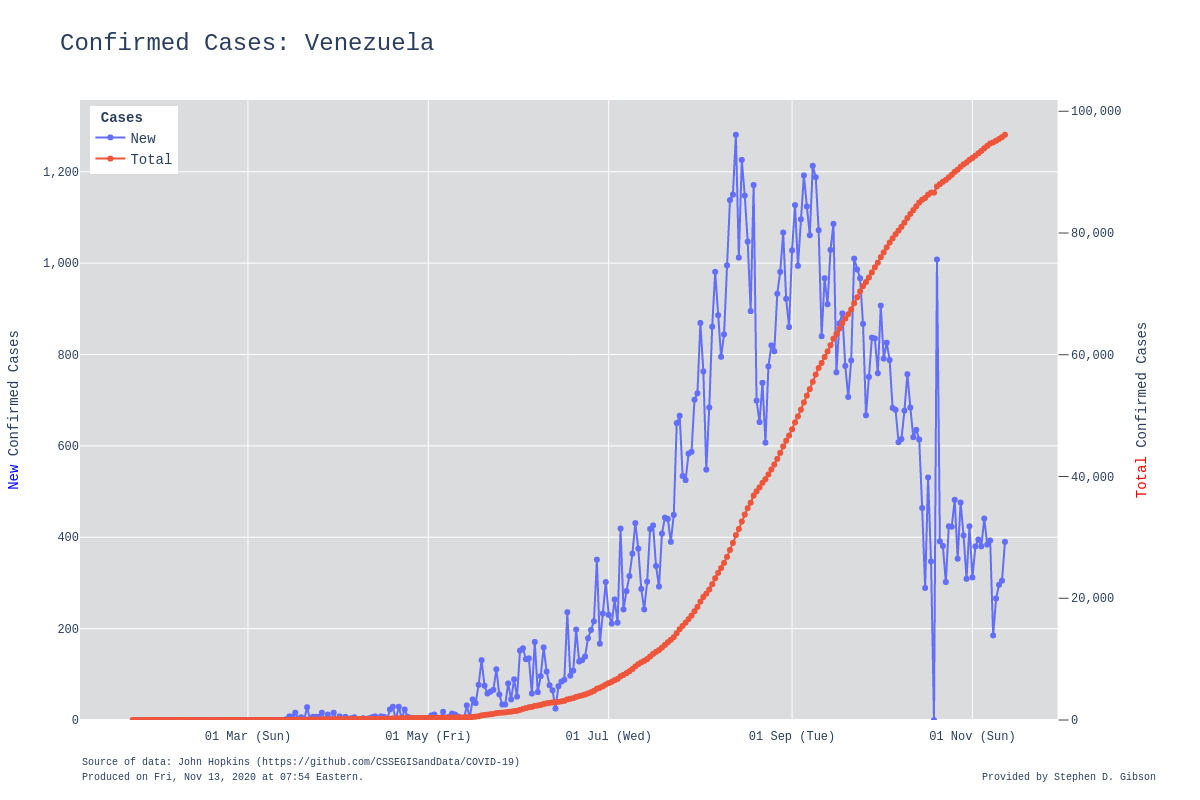 Confirmed Cases: Venezuela
Cases
New
Total
1,200
1,000
800
600
400
200
0
New Confirmed Cases
100,000
80,000
60,000
40,000
20,000
0
Total Confirmed Cases
01 Mar (Sun)
01 May (Fri)
01 Jul (Wed)
01 Sep (Tue)
01 Nov (Sun)
Source of data: John Hopkins (https://github.com/CSSEGISandData/COVID-19)
Produced on Fri, Nov 13, 2020 at 07:54 Eastern.
Provided by Stephen D. Gibson